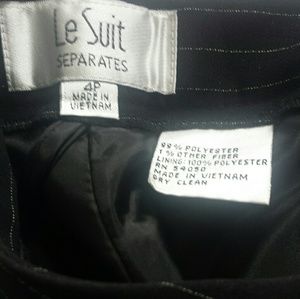 Le Suit
SEPARATES
4P
MADE IN
VIETNAM
99% POLYESTER
1% OTHER FIBER
LINING: 100% POLYESTER
RN 54050
MADE IN VIETNAM
DRY CLEAN